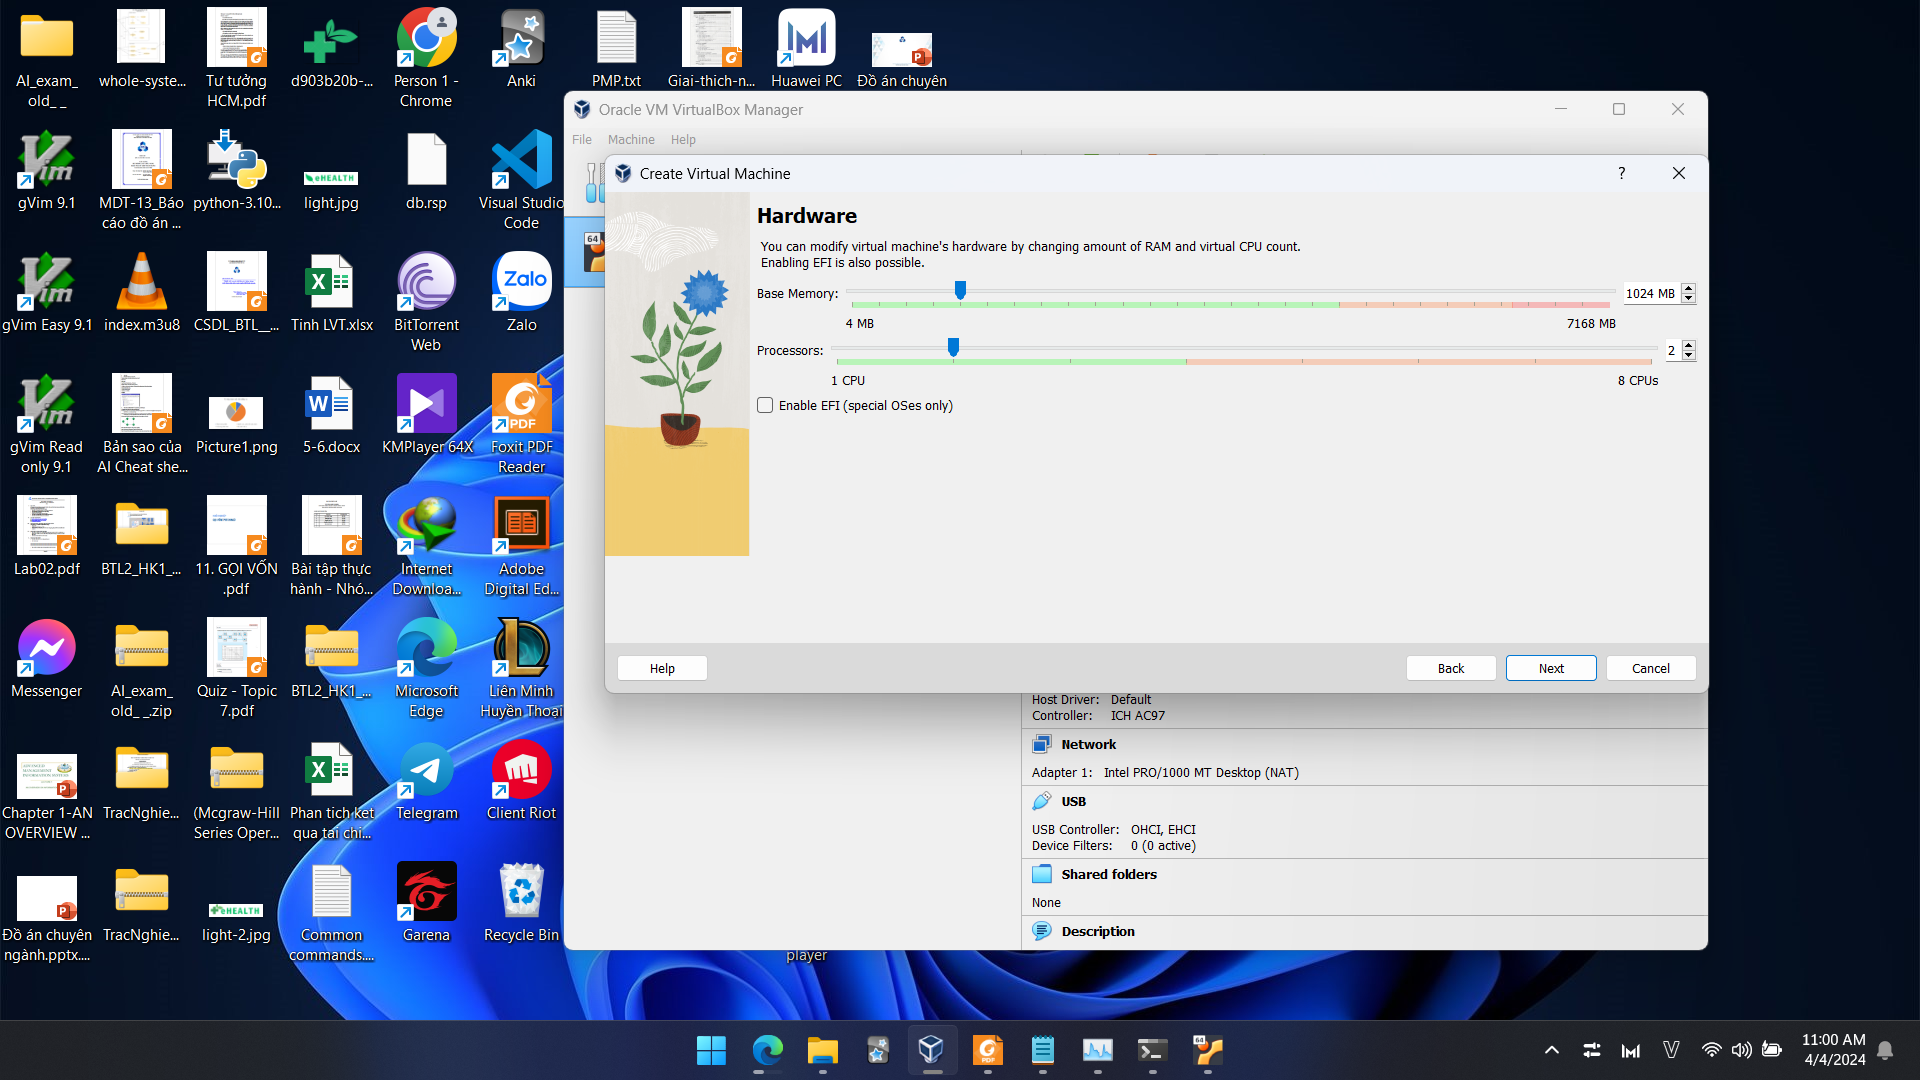 AI_exam_
old_ _
whole-syste...
Tư tưởng
HCM.pdf
d903b20b-...
Person 1 -
Chrome
Anki
PMP.txt
Giai-thich-n...
Huawei PC
Đồ án chuyên
gVim 9.1
MDT-13_Báo
cáo đồ án ...
python-3.10...
light.jpg
db.rsp
Visual Studio
Code
gVim Easy 9.1
index.m3u8
CSDL_BTL__...
Tinh LVT.xlsx
BitTorrent
Web
Zalo
Zalo
gVim Read
only 9.1
Bản sao của
AI Cheat she...
Picture1.png
5-6.docx
KMPlayer 64X
Foxit PDF
Reader
Lab02.pdf
BTL2_HK1_...
11. GỌI VỐN
.pdf
Bài tập thực
hành - Nhó...
Internet
Downloa...
Adobe
Digital Ed...
Messenger
AI_exam_
old_ _.zip
Quiz - Topic
7.pdf
BTL2_HK1_...
Microsoft
Edge
Liên Minh
Huyền Thoại
Chapter 1-AN
OVERVIEW ...
TracNghie...
(Mcgraw-Hill
Series Oper...
Phan tich ket
qua tai chi...
Telegram
Client Riot
Đồ án chuyên
ngành.pptx....
TracNghie...
light-2.jpg
Common
commands....
Garena
Recycle Bin
player
Oracle VM VirtualBox Manager
File Machine Help
64
Create Virtual Machine
?
Hardware
You can modify virtual machine's hardware by changing amount of RAM and virtual CPU count.
Enabling EFI is also possible.
Base Memory: 1024 MB
4 MB 7168 MB
Processors: 2
1 CPU 8 CPUs
Enable EFI (special OSes only)
Help Back Next Cancel
Host Driver: Default
Controller: ICH AC97
Network
Adapter 1: Intel PRO/1000 MT Desktop (NAT)
USB
USB Controller: OHCI, EHCI
Device Filters: 0 (0 active)
Shared folders
None
Description
11:00 AM
4/4/2024